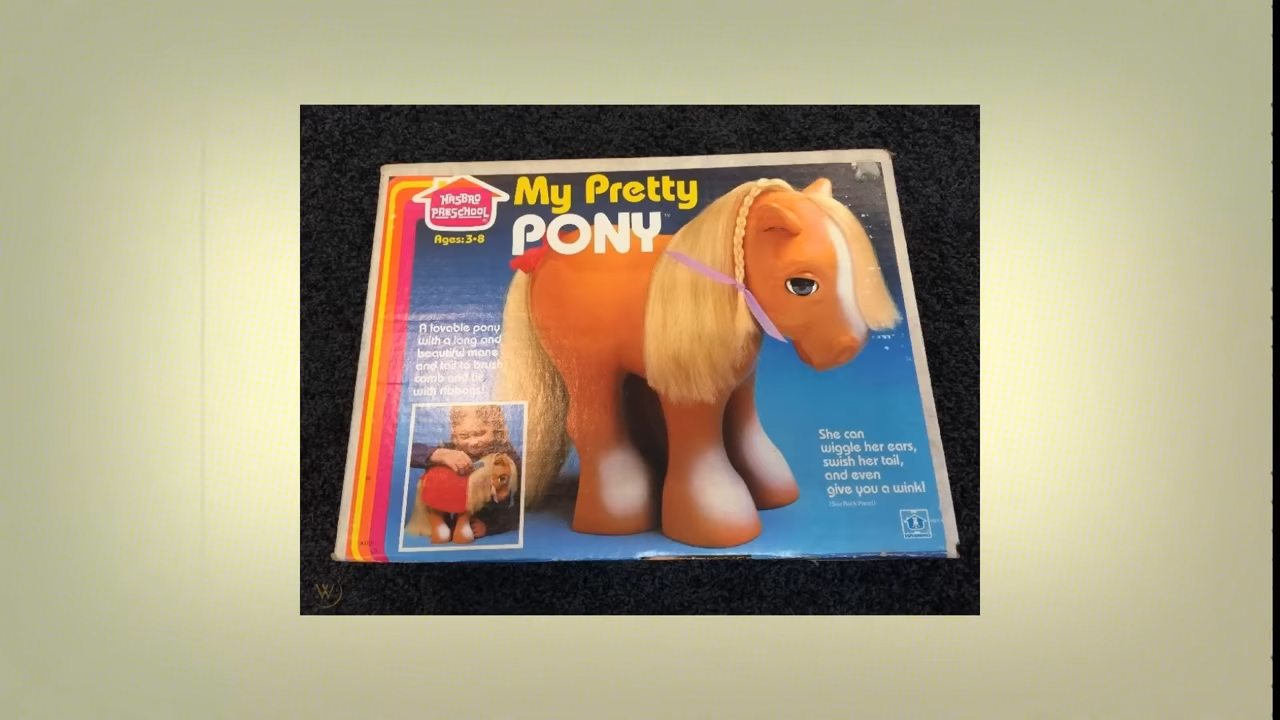 My Pretty
PONY
HASBRO
PRESCHOOL
Ages: 3-8
A lovable pony
with a long and
beautiful mane
and tail to brush
comb and tie
with ribbons!
She can
wiggle her ears,
swish her tail,
and even
give you a wink!
W